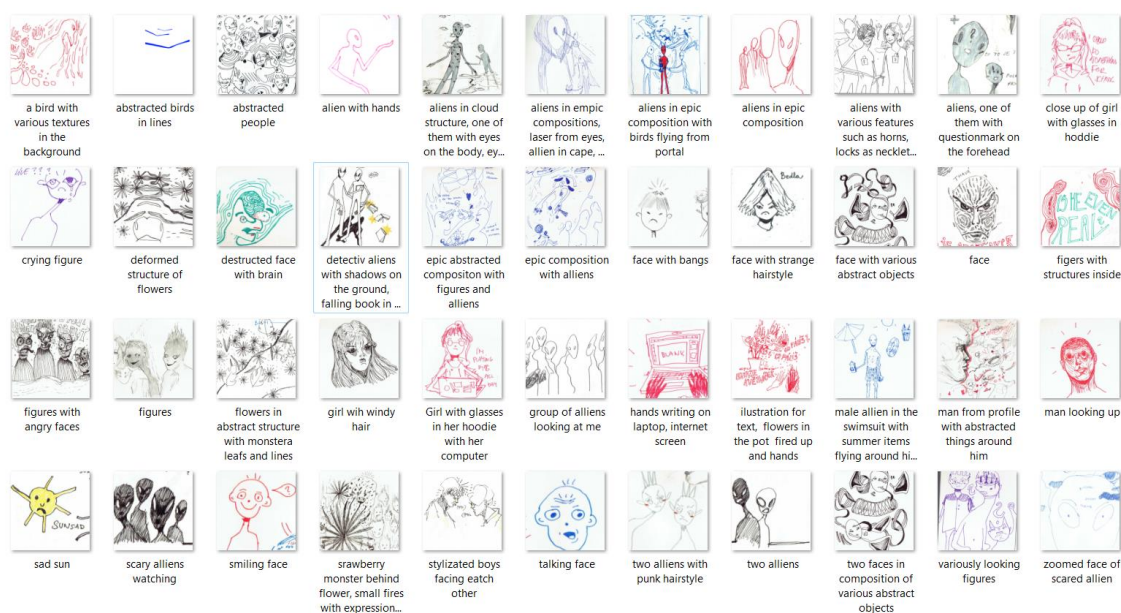 a bird with
various textures
in the
background
abstracted birds
in lines
abstracted
people
alien with hands
aliens in cloud
structure, one of
them with eyes
on the body, ey...
aliens in empic
compositions,
laser from eyes,
allien in cape, ...
aliens in epic
composition with
birds flying from
portal
aliens in epic
composition
aliens with
various features
such as horns,
locks as necklet...
aliens, one of
them with
questionmark on
the forehead
close up of girl
with glasses in
hoddie
crying figure
deformed
structure of
flowers
destructed face
with brain
detectiv aliens
with shadows on
the ground,
falling book in ...
epic abstracted
compositon with
figures and
alliens
epic composition
with alliens
face with bangs
Bodla
face with strange
hairstyle
face with various
abstract objects
face
figers with
structures inside
figures with
angry faces
figures
flowers in
abstract structure
with monstera
leafs and lines
girl wih windy
hair
Girl with glasses
in her hoodie
with her
computer
group of alliens
looking at me
BLANK
hands writing on
laptop, internet
screen
ilustration for
text, flowers in
the pot fired up
and hands
male allien in the
swimsuit with
summer items
flying around hi...
man from profile
with abstracted
things around
him
man looking up
SUNSAD
sad sun
scary alliens
watching
smiling face
srawberry
monster behind
flower, small fires
with expression...
stylizated boys
facing eatch
other
talking face
two alliens with
punk hairstyle
two alliens
two faces in
composition of
various abstract
objects
variously looking
figures
zoomed face of
scared allien